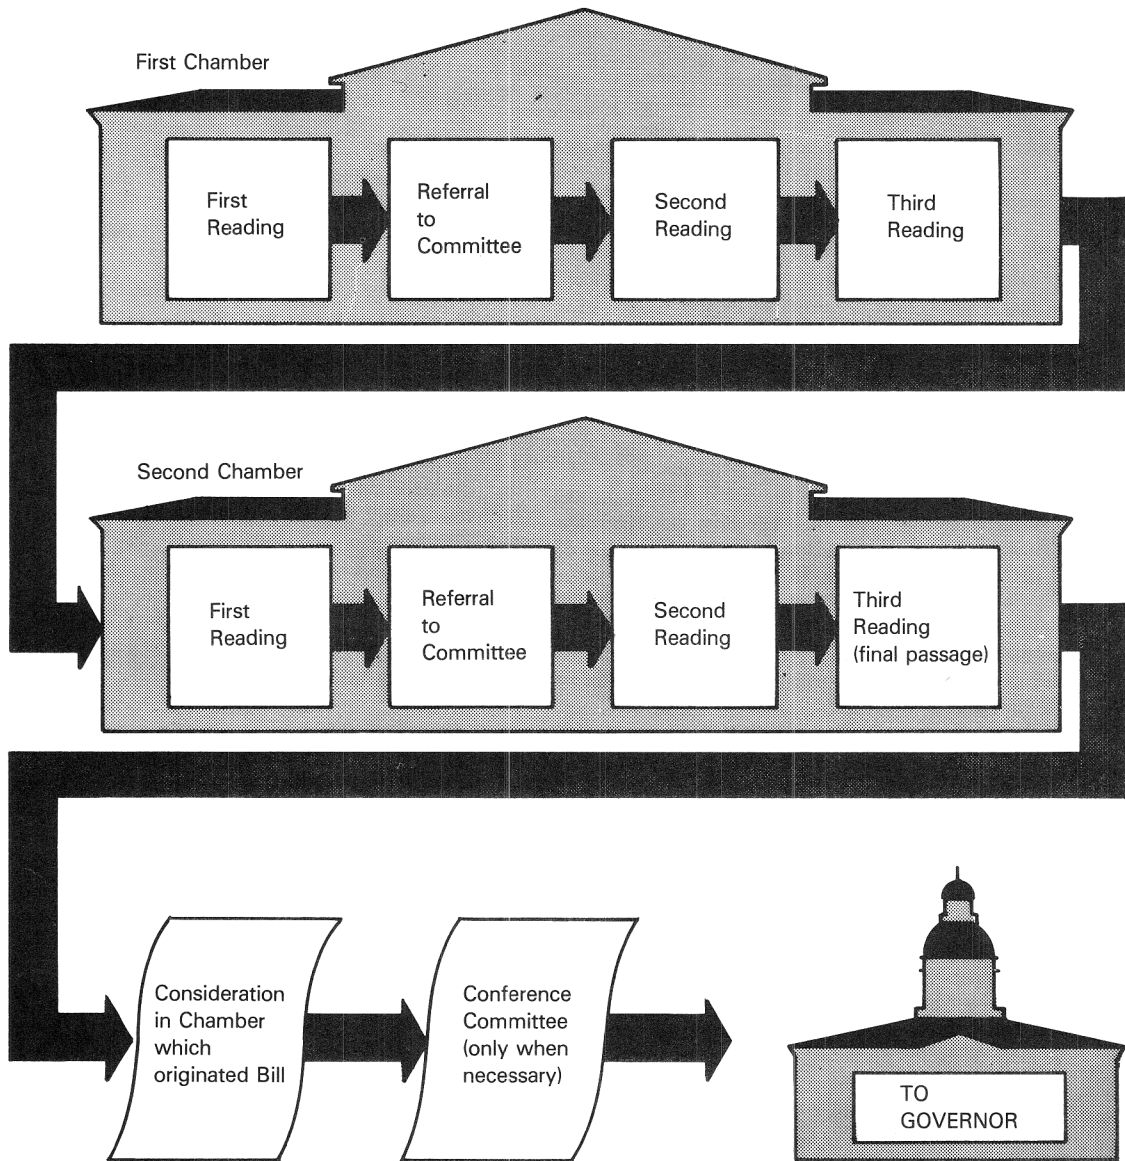 First Chamber
First
Reading
Referral
to
Committee
Second
Reading
Third
Reading
Second Chamber
First
Reading
Referral
to
Committee
Second
Reading
Third
Reading
(final passage)
Consideration
in Chamber
which
originated Bill
Conference
Committee
(only when
necessary)
TO
GOVERNOR